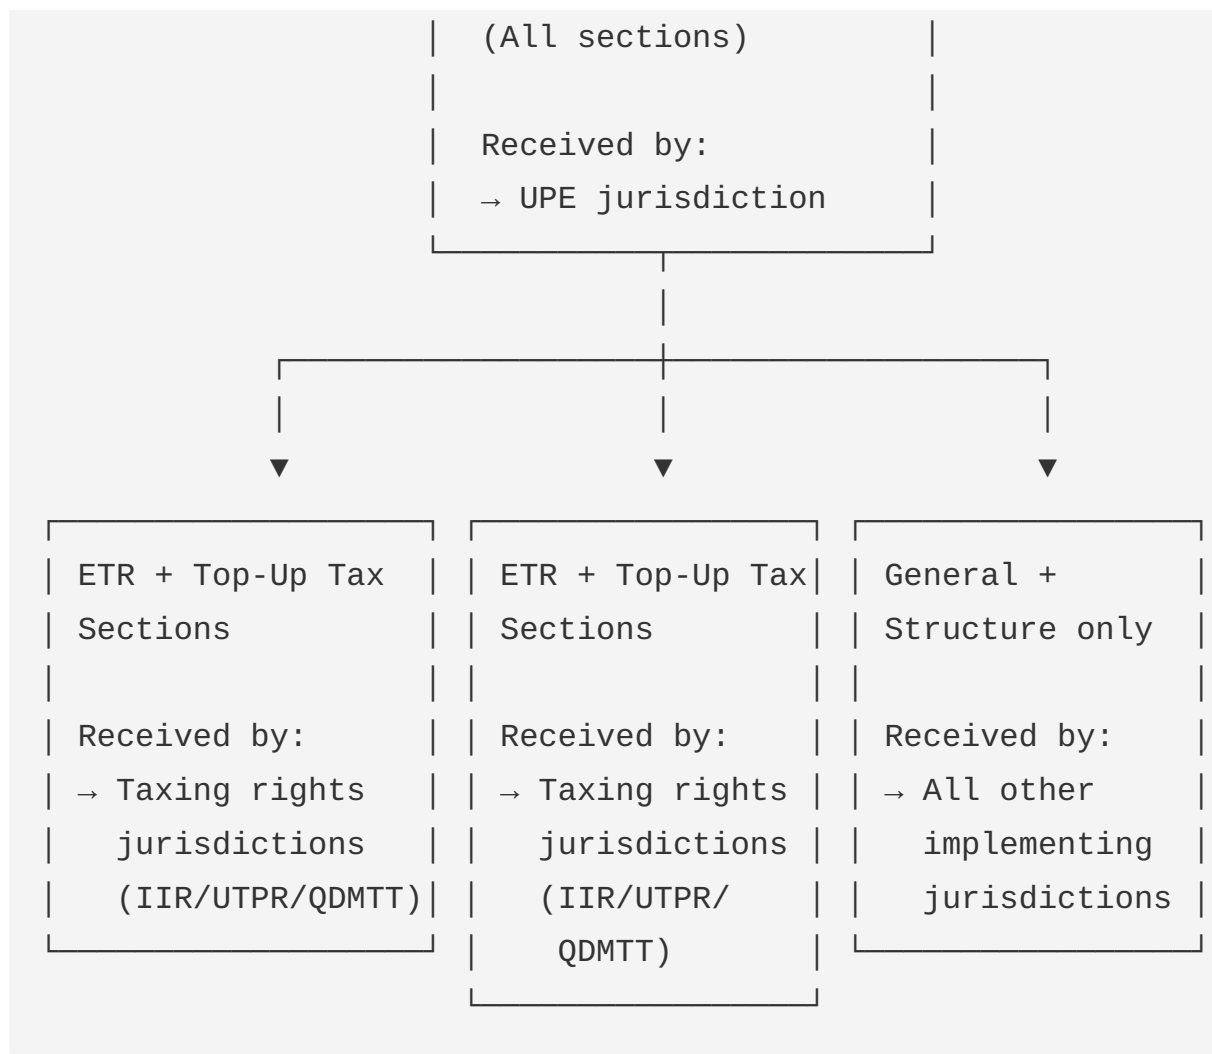 (All sections)
Received by:
→ UPE jurisdiction
ETR + Top-Up Tax
Sections
Received by:
→ Taxing rights
jurisdictions
(IIR/UTPR/QDMTT)
ETR + Top-Up Tax
Sections
Received by:
→ Taxing rights
jurisdictions
(IIR/UTPR/
QDMTT)
General +
Structure only
Received by:
→ All other
implementing
jurisdictions